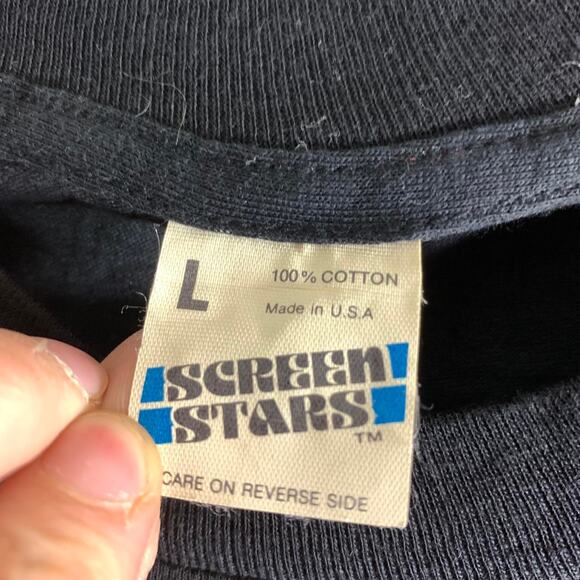 L
100% COTTON
Made in U.S.A
SCREEN
STARS
TM
CARE ON REVERSE SIDE